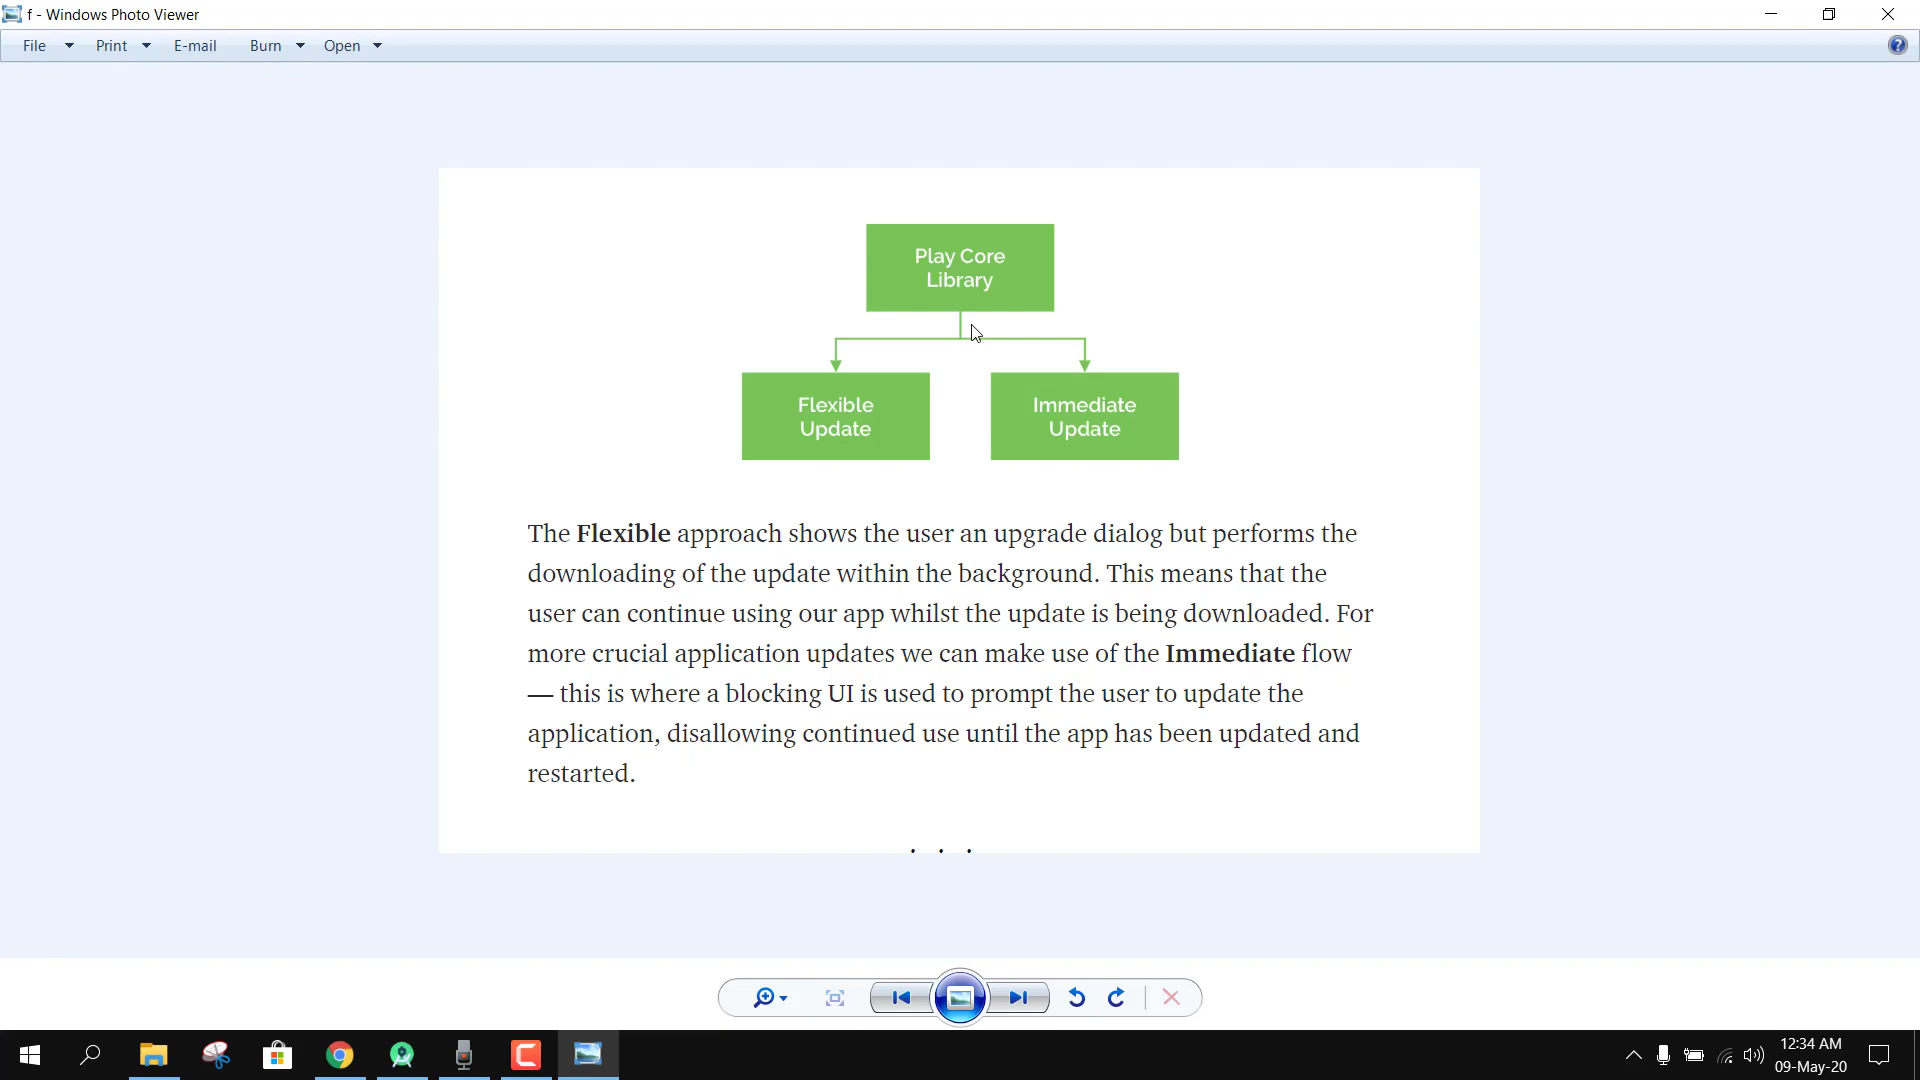 f - Windows Photo Viewer
File Print E-mail Burn Open
Play Core
Library
Flexible
Update
Immediate
Update
The Flexible approach shows the user an upgrade dialog but performs the
downloading of the update within the background. This means that the
user can continue using our app whilst the update is being downloaded. For
more crucial application updates we can make use of the Immediate flow
— this is where a blocking UI is used to prompt the user to update the
application, disallowing continued use until the app has been updated and
restarted.
12:34 AM
09-May-20